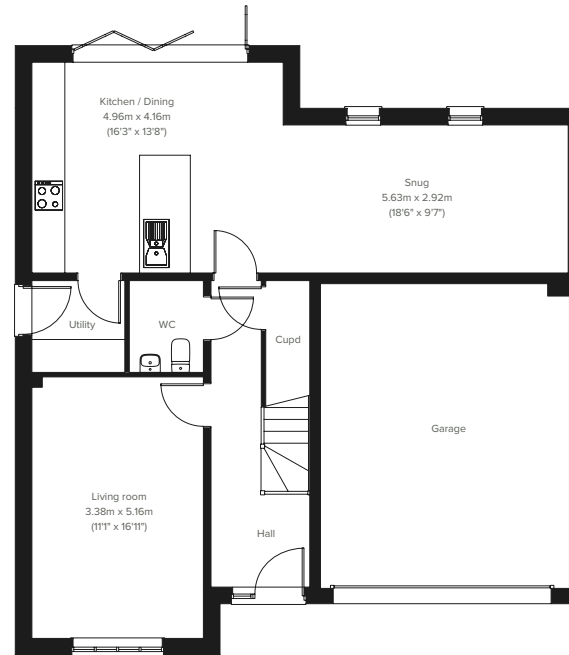 Kitchen / Dining
4.96m x 4.16m
(16'3" x 13'8")
Snug
5.63m x 2.92m
(18'6" x 9'7")
Utility
WC
Cupd
Garage
Living room
3.38m x 5.16m
(11'1" x 16'11")
Hall